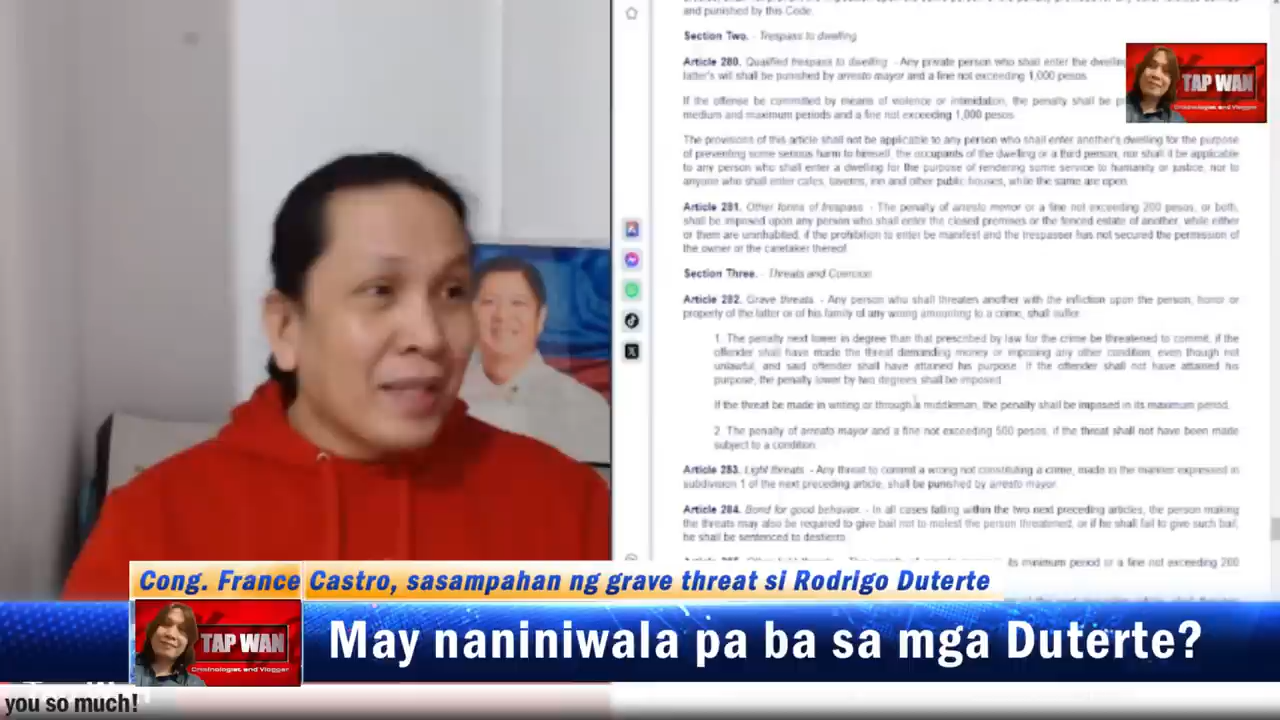 and punished by this Code.
Section Two. - Trespass to dwelling
Article 280. Qualified trespass to dwelling - Any private person who shall enter the dwelling
latter's will shall be punished by arresto mayor and a fine not exceeding 1,000 pesos.
If the offense be committed by means of violence or intimidation, the penalty shall be
medium and maximum periods and a fine not exceeding 1,000 pesos.
The provisions of this article shall not be applicable to any person who shall enter another's dwelling for the purpose
of preventing some serious harm to himself, the occupants of the dwelling or a third person, nor shall it be applicable
to any person who shall enter a dwelling for the purpose of rendering some service to humanity or justice, nor to
anyone who shall enter cafes, taverns, inn and other public houses, while the same are open.
Article 281. Other forms of trespass - The penalty of arresto menor or a fine not exceeding 200 pesos, or both,
shall be imposed upon any person who shall enter the closed premises or the fenced estate of another, while either
or them are uninhabited, if the prohibition to enter be manifest and the trespasser has not secured the permission of
the owner or the caretaker thereof.
Section Three. - Threats and Coercion
Article 282. Grave threats. - Any person who shall threaten another with the infliction upon the person, honor or
property of the latter or of his family of any wrong amounting to a crime, shall suffer:
1. The penalty next lower in degree than that prescribed by law for the crime be threatened to commit, if the
offender shall have made the threat demanding money or imposing any other condition, even though not
unlawful, and said offender shall have attained his purpose. If the offender shall not have attained his
purpose, the penalty lower by two degrees shall be imposed.
If the threat be made in writing or through a middleman, the penalty shall be imposed in its maximum period.
2. The penalty of arresto mayor and a fine not exceeding 500 pesos, if the threat shall not have been made
subject to a condition.
Article 283. Light threats. - Any threat to commit a wrong not constituting a crime, made in the manner expressed in
subdivision 1 of the next preceding article, shall be punished by arresto mayor.
Article 284. Bond for good behavior. - In all cases falling within the two next preceding articles, the person making
the threats may also be required to give bail not to molest the person threatened, or if he shall fail to give such bail,
he shall be sentenced to destierro.
its minimum period or a fine not exceeding 200
TAP WAN
Criminologist and Vlogger
Cong. France Castro, sasampahan ng grave threat si Rodrigo Duterte
TAP WAN
Criminologist and Vlogger
May naniniwala pa ba sa mga Duterte?
you so much!